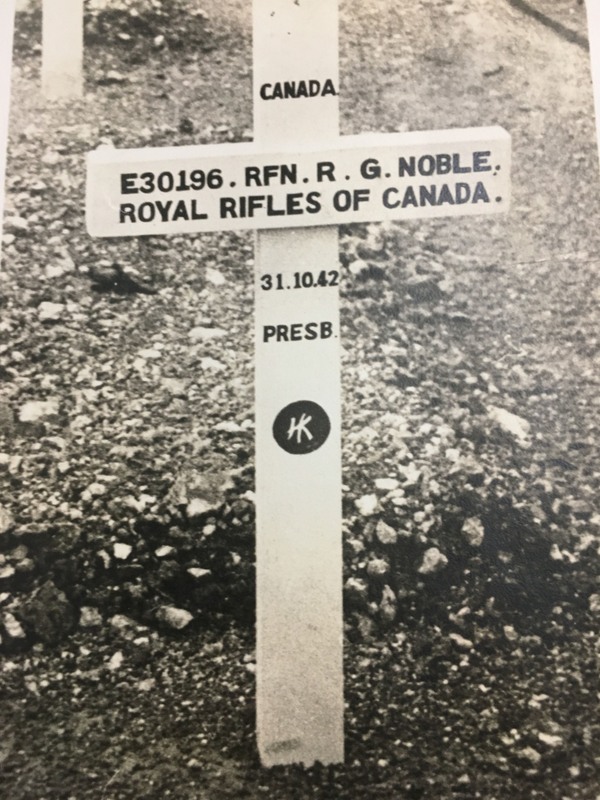 CANADA.
E30196. RFN. R. G. NOBLE.
ROYAL RIFLES OF CANADA.
31.10.42
PRESB.
HK